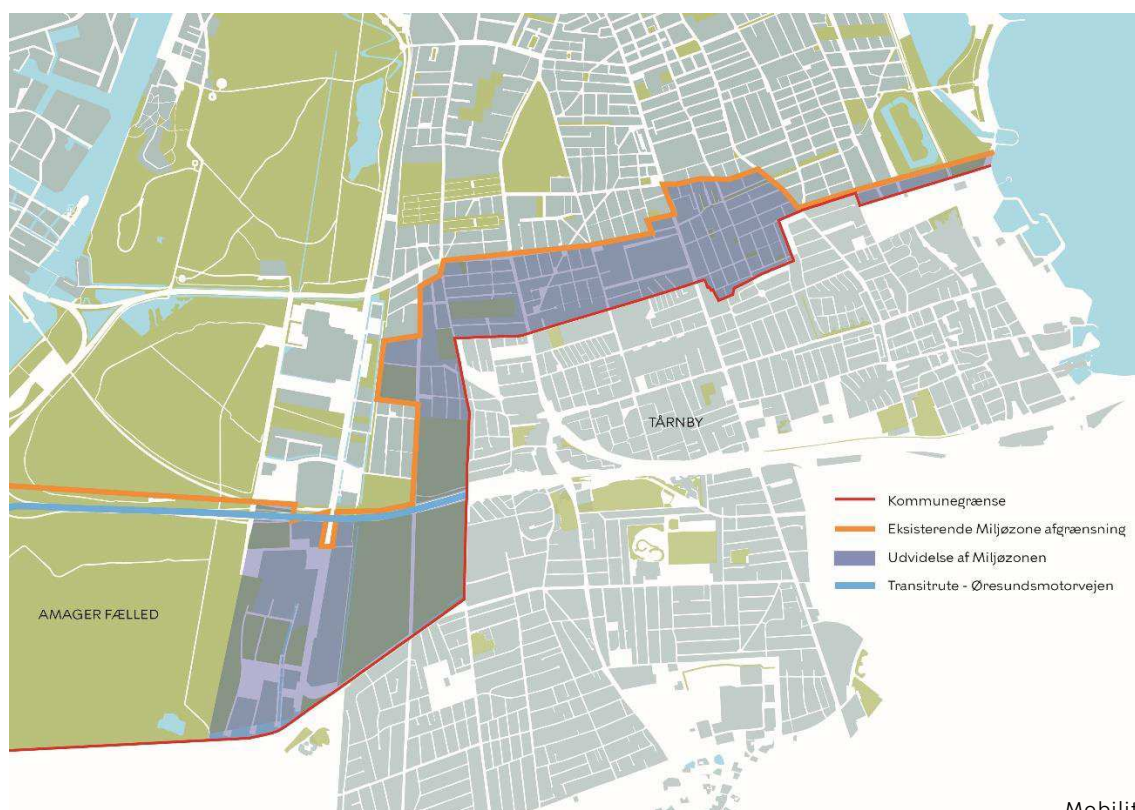 TÅRNBY
Kommunegrænse
Eksisterende Miljøzone afgrænsning
Udvidelse af Miljøzonen
Transitrute - Øresundsmotorvejen
AMAGER FÆLLED